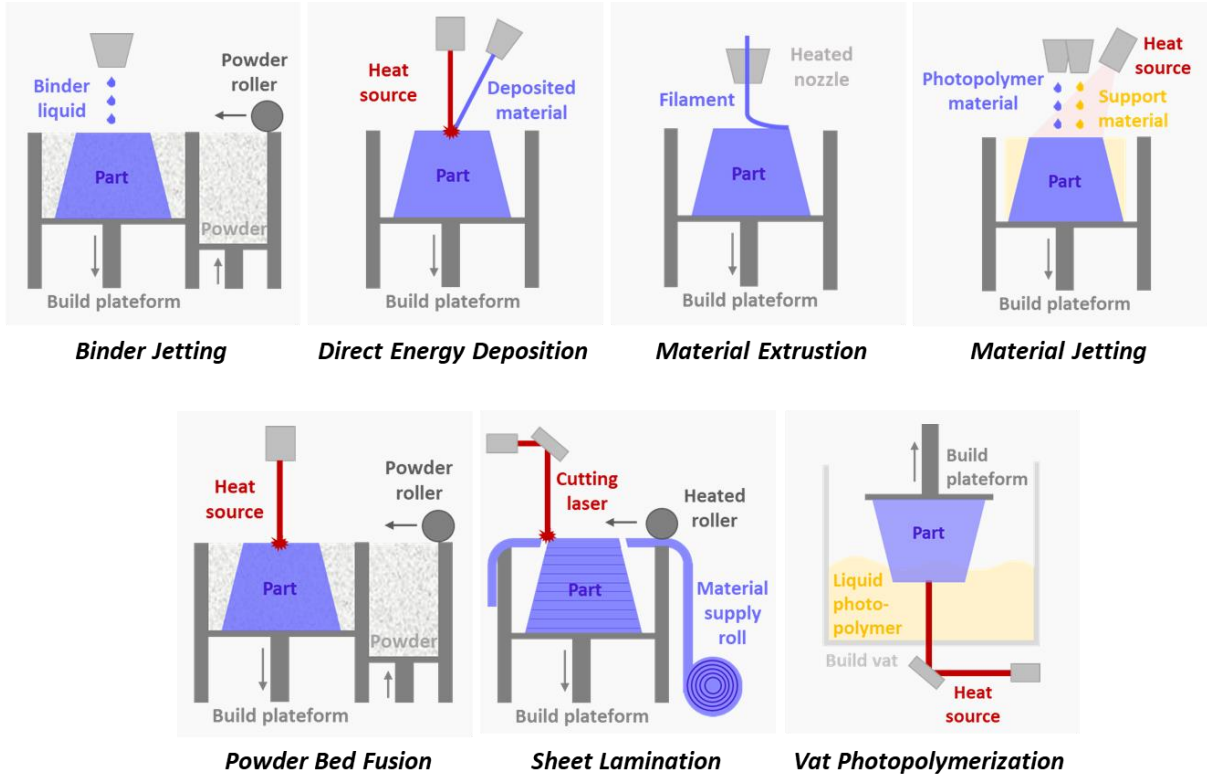 Binder
liquid
Powder
roller
Part
Powder
Build plateform
Binder Jetting
Heat
source
Deposited
material
Part
Build plateform
Direct Energy Deposition
Heated
nozzle
Filament
Part
Build plateform
Material Extrustion
Heat
source
Photopolymer
material
Support
material
Part
Build plateform
Material Jetting
Heat
source
Powder
roller
Part
Powder
Build plateform
Powder Bed Fusion
Cutting
laser
Heated
roller
Part
Material
supply
roll
Build plateform
Sheet Lamination
Build
plateform
Part
Liquid
photo-
polymer
Build vat
Heat
source
Vat Photopolymerization